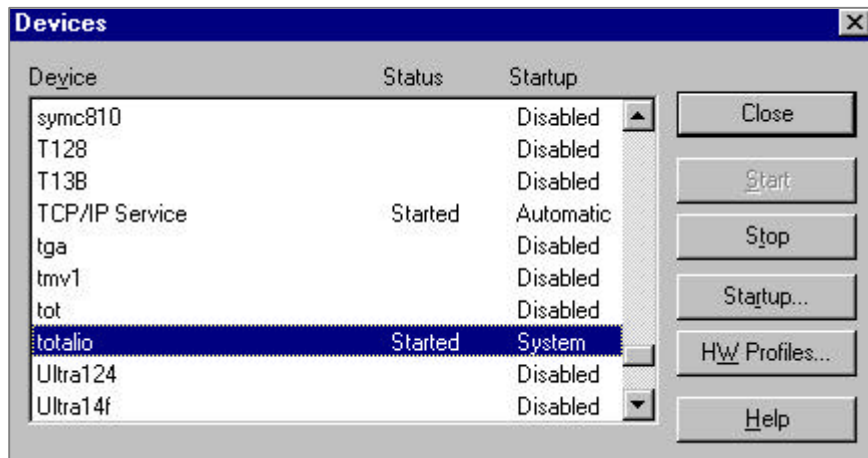 Devices
Device Status Startup
symc810 Disabled
T128 Disabled
T13B Disabled
TCP/IP Service Started Automatic
tga Disabled
tmv1 Disabled
tot Disabled
totalio Started System
Ultra124 Disabled
Ultra14f Disabled
Close
Start
Stop
Startup...
HW Profiles...
Help